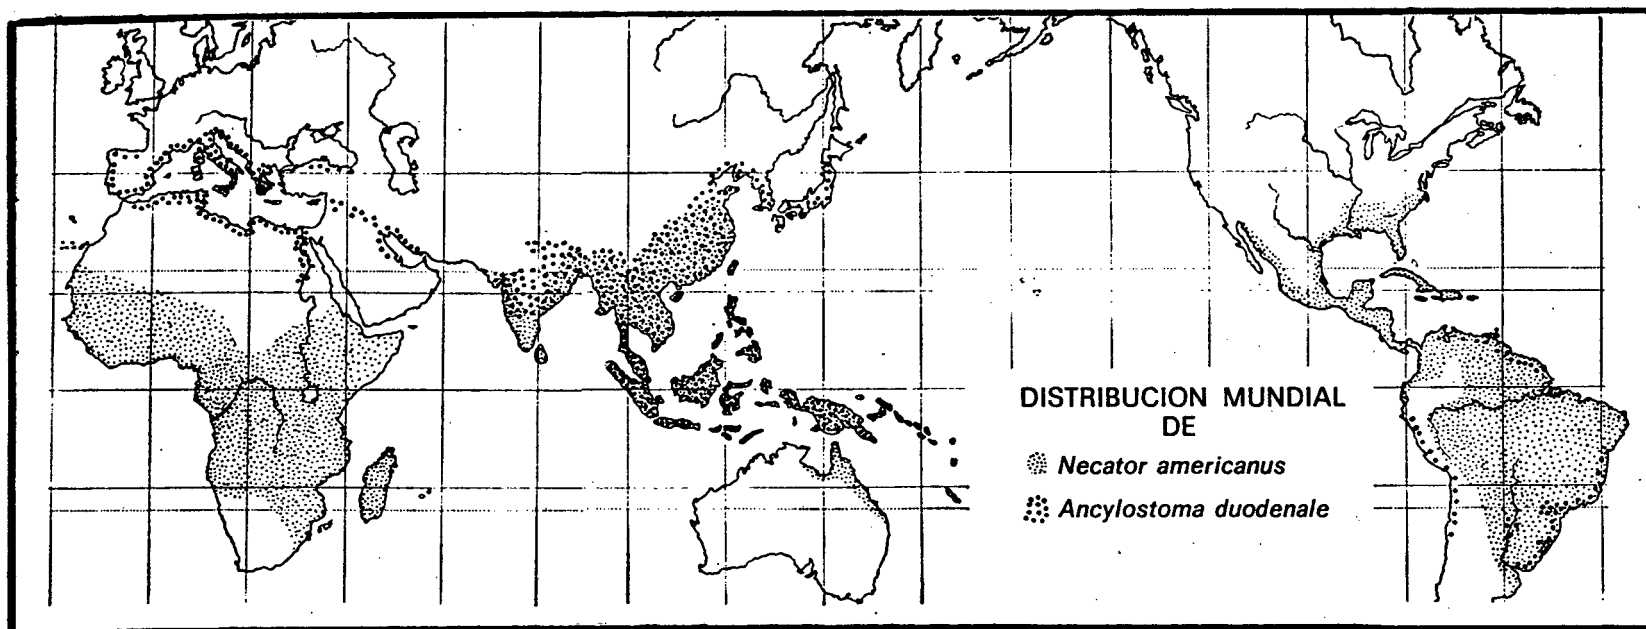 DISTRIBUCION MUNDIAL
DE
Necator americanus
Ancylostoma duodenale